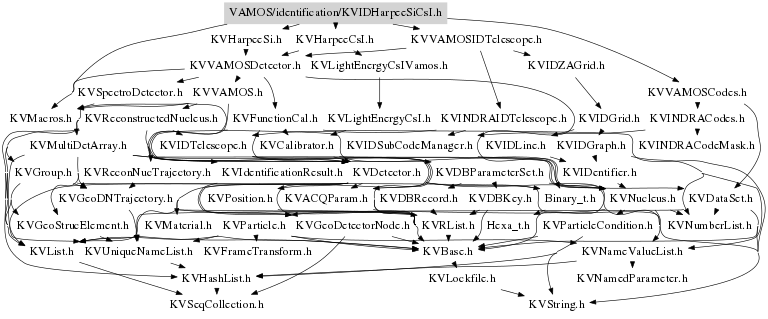 VAMOS/identification/KVIDHarpeeSiCsI.h
KVHarpeeSi.h KVHarpeeCsI.h KVVAMOSIDTelescope.h
KVVAMOSDetector.h KVLightEnergyCsIVamos.h KVIDZAGrid.h
KVSpectroDetector.h KVVAMOS.h KVVAMOSCodes.h
KVMacros.h KVReconstructedNucleus.h KVFunctionCal.h KVLightEnergyCsI.h KVINDRAIDTelescope.h KVIDGrid.h KVINDRACodes.h
KVMultiDetArray.h KVIDTelescope.h KVCalibrator.h KVIDSubCodeManager.h KVIDLine.h KVIDGraph.h KVINDRACodeMask.h
KVGroup.h KVReconNucTrajectory.h KVIdentificationResult.h KVDetector.h KVDBParameterSet.h KVIDentifier.h
KVGeoDNTrajectory.h KVPosition.h KVACQParam.h KVDBRecord.h KVDBKey.h Binary_t.h KVNucleus.h KVDataSet.h
KVGeoStrucElement.h KVMaterial.h KVParticle.h KVGeoDetectorNode.h KVRList.h Hexa_t.h KVParticleCondition.h KVNumberList.h
KVList.h KVUniqueNameList.h KVFrameTransform.h KVBase.h KVNameValueList.h
KVHashList.h KVLockfile.h KVNamedParameter.h
KVSeqCollection.h KVString.h